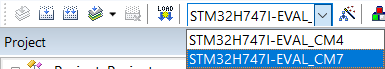 LOAD
STM32H747I-EVAL_CM7
Project
STM32H747I-EVAL_CM4
STM32H747I-EVAL_CM7